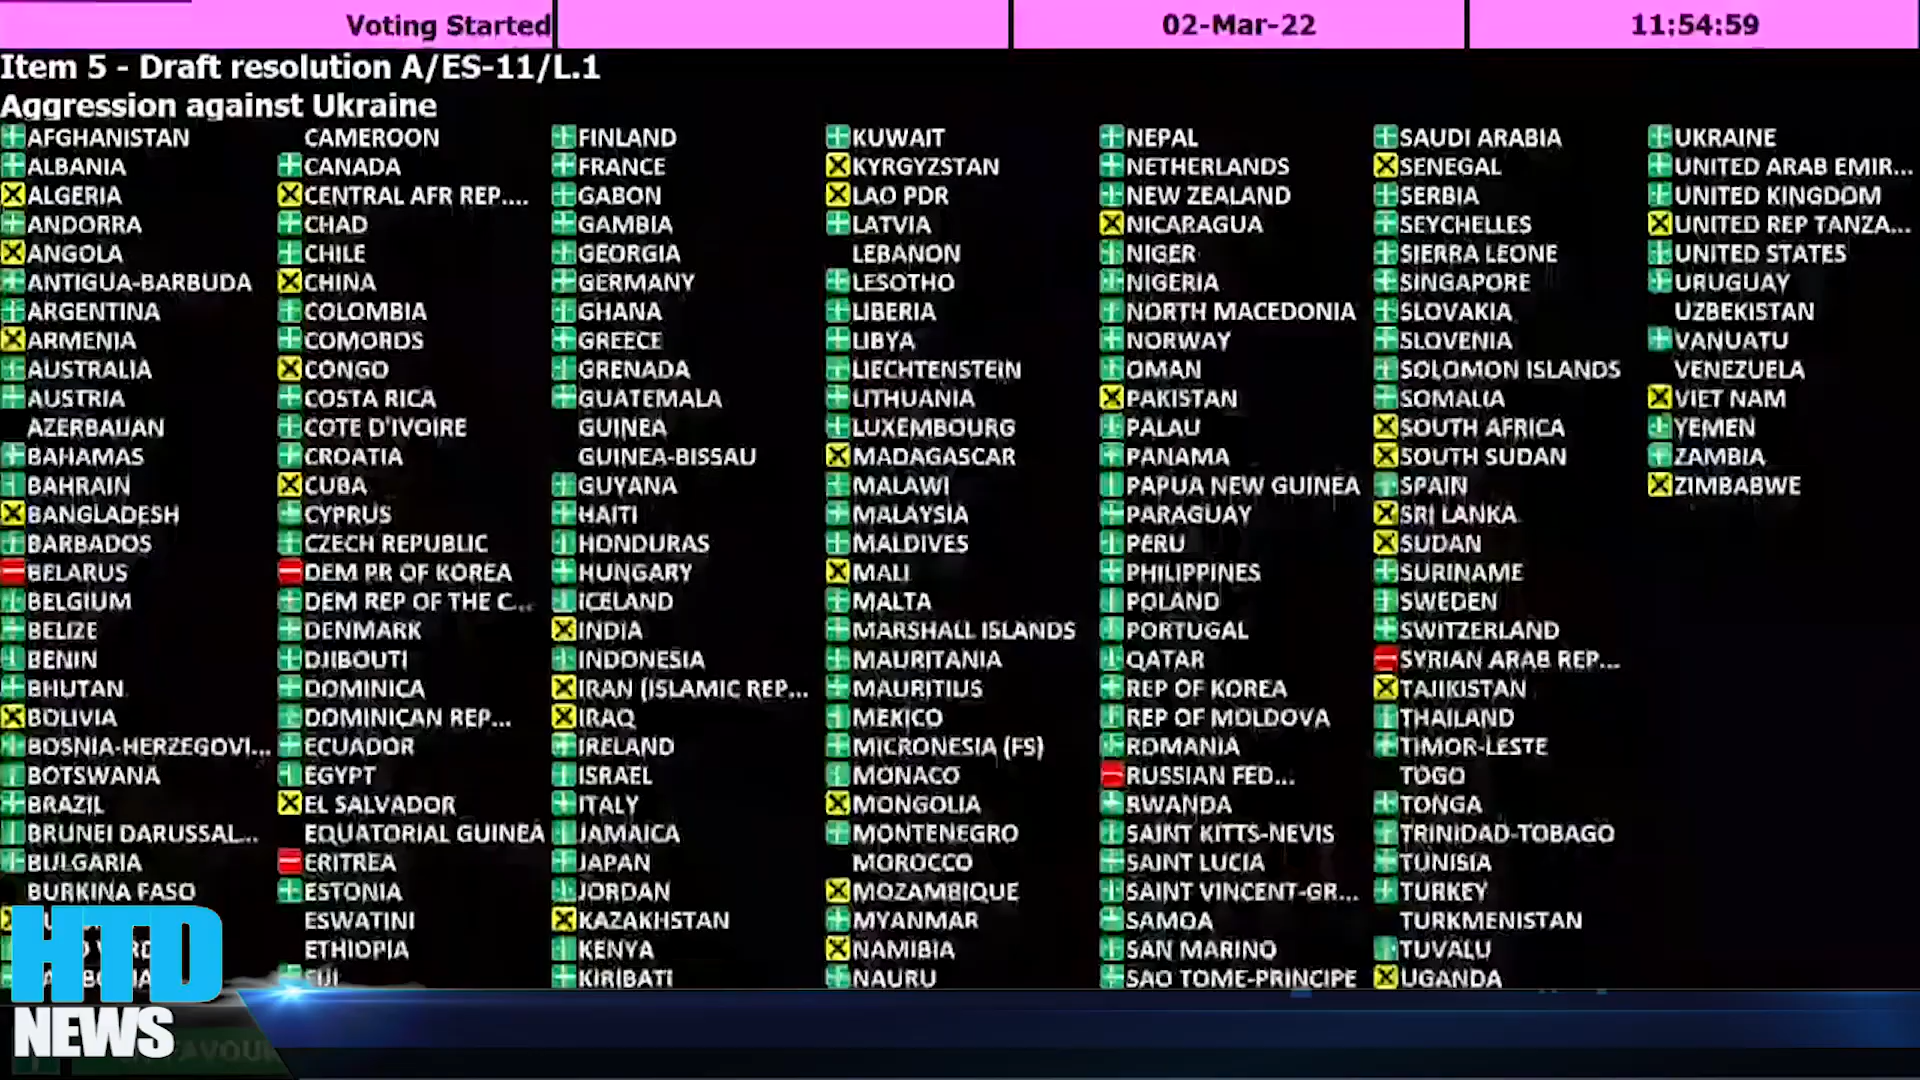 Voting Started 02-Mar-22 11:54:59
Item 5 - Draft resolution A/ES-11/L.1
Aggression against Ukraine
AFGHANISTAN
ALBANIA
ALGERIA
ANDORRA
ANGOLA
ANTIGUA-BARBUDA
ARGENTINA
ARMENIA
AUSTRALIA
AUSTRIA
AZERBAIJAN
BAHAMAS
BAHRAIN
BANGLADESH
BARBADOS
BELARUS
BELGIUM
BELIZE
BENIN
BHUTAN
BOLIVIA
BOSNIA-HERZEGOVI...
BOTSWANA
BRAZIL
BRUNEI DARUSSAL...
BULGARIA
BURKINA FASO
CAMEROON
CANADA
CENTRAL AFR REP....
CHAD
CHILE
CHINA
COLOMBIA
COMOROS
CONGO
COSTA RICA
COTE D'IVOIRE
CROATIA
CUBA
CYPRUS
CZECH REPUBLIC
DEM PR OF KOREA
DEM REP OF THE C...
DENMARK
DJIBOUTI
DOMINICA
DOMINICAN REP...
ECUADOR
EGYPT
EL SALVADOR
EQUATORIAL GUINEA
ERITREA
ESTONIA
ESWATINI
ETHIOPIA
FIJI
FINLAND
FRANCE
GABON
GAMBIA
GEORGIA
GERMANY
GHANA
GREECE
GRENADA
GUATEMALA
GUINEA
GUINEA-BISSAU
GUYANA
HAITI
HONDURAS
HUNGARY
ICELAND
INDIA
INDONESIA
IRAN (ISLAMIC REP...
IRAQ
IRELAND
ISRAEL
ITALY
JAMAICA
JAPAN
JORDAN
KAZAKHSTAN
KENYA
KIRIBATI
KUWAIT
KYRGYZSTAN
LAO PDR
LATVIA
LEBANON
LESOTHO
LIBERIA
LIBYA
LIECHTENSTEIN
LITHUANIA
LUXEMBOURG
MADAGASCAR
MALAWI
MALAYSIA
MALDIVES
MALI
MALTA
MARSHALL ISLANDS
MAURITANIA
MAURITIUS
MEXICO
MICRONESIA (FS)
MONACO
MONGOLIA
MONTENEGRO
MOROCCO
MOZAMBIQUE
MYANMAR
NAMIBIA
NAURU
NEPAL
NETHERLANDS
NEW ZEALAND
NICARAGUA
NIGER
NIGERIA
NORTH MACEDONIA
NORWAY
OMAN
PAKISTAN
PALAU
PANAMA
PAPUA NEW GUINEA
PARAGUAY
PERU
PHILIPPINES
POLAND
PORTUGAL
QATAR
REP OF KOREA
REP OF MOLDOVA
ROMANIA
RUSSIAN FED...
RWANDA
SAINT KITTS-NEVIS
SAINT LUCIA
SAINT VINCENT-GR...
SAMOA
SAN MARINO
SAO TOME-PRINCIPE
SAUDI ARABIA
SENEGAL
SERBIA
SEYCHELLES
SIERRA LEONE
SINGAPORE
SLOVAKIA
SLOVENIA
SOLOMON ISLANDS
SOMALIA
SOUTH AFRICA
SOUTH SUDAN
SPAIN
SRI LANKA
SUDAN
SURINAME
SWEDEN
SWITZERLAND
SYRIAN ARAB REP...
TAJIKISTAN
THAILAND
TIMOR-LESTE
TOGO
TONGA
TRINIDAD-TOBAGO
TUNISIA
TURKEY
TURKMENISTAN
TUVALU
UGANDA
UKRAINE
UNITED ARAB EMIR...
UNITED KINGDOM
UNITED REP TANZA...
UNITED STATES
URUGUAY
UZBEKISTAN
VANUATU
VENEZUELA
VIET NAM
YEMEN
ZAMBIA
ZIMBABWE
HTD
NEWS